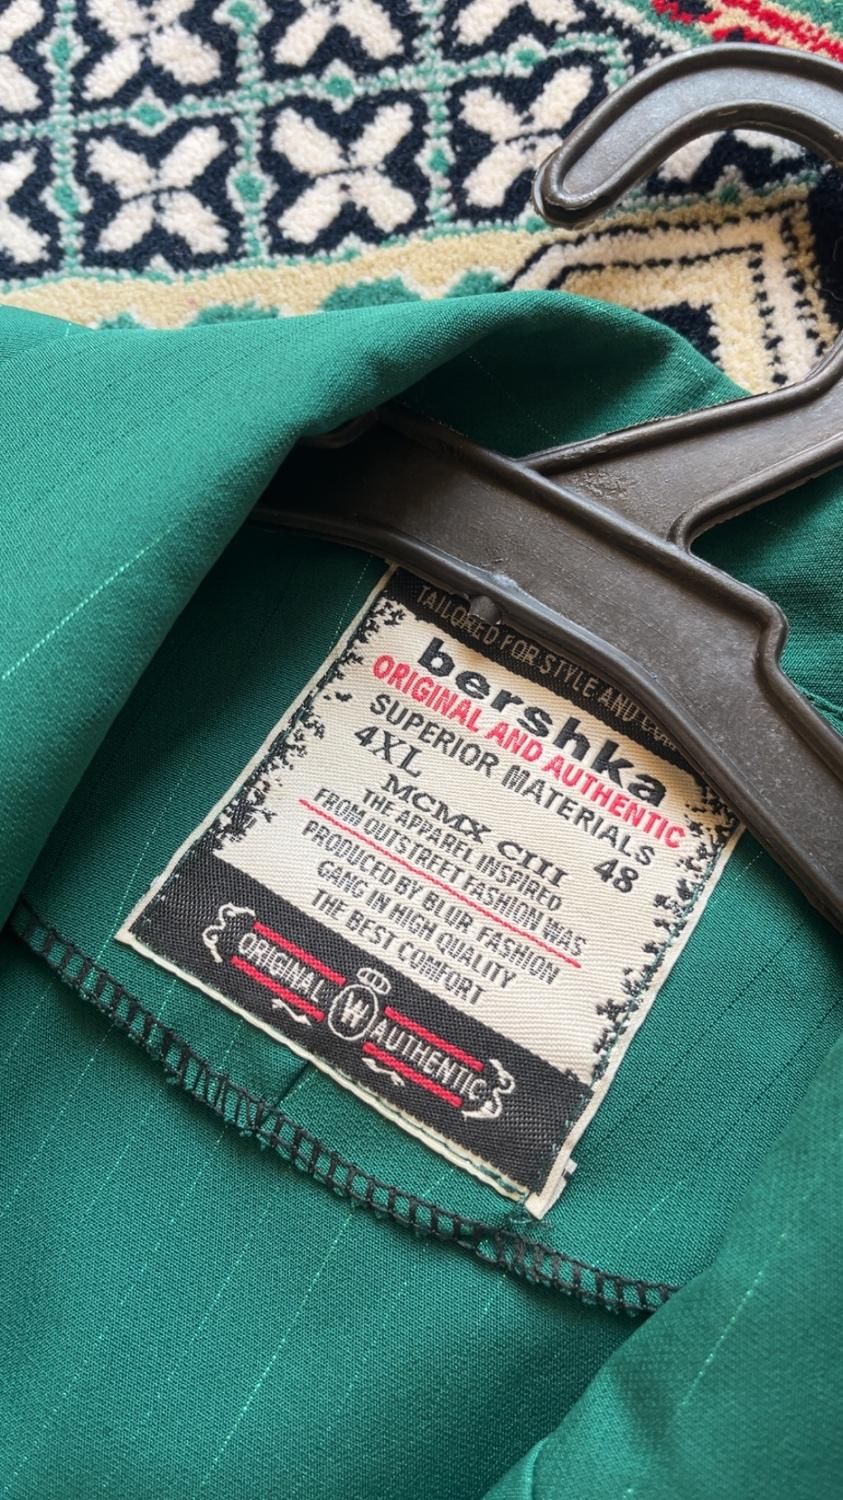 TAILORED FOR STYLE AND
bershka
ORIGINAL AND AUTHENTIC
SUPERIOR MATERIALS
4XL 48
MCMX CIII
THE APPAREL INSPIRED
FROM OUTSTREET FASHION WAS
PRODUCED BY BLUR FASHION
GANG IN HIGH QUALITY
THE BEST COMFORT
ORIGINAL W AUTHENTIC